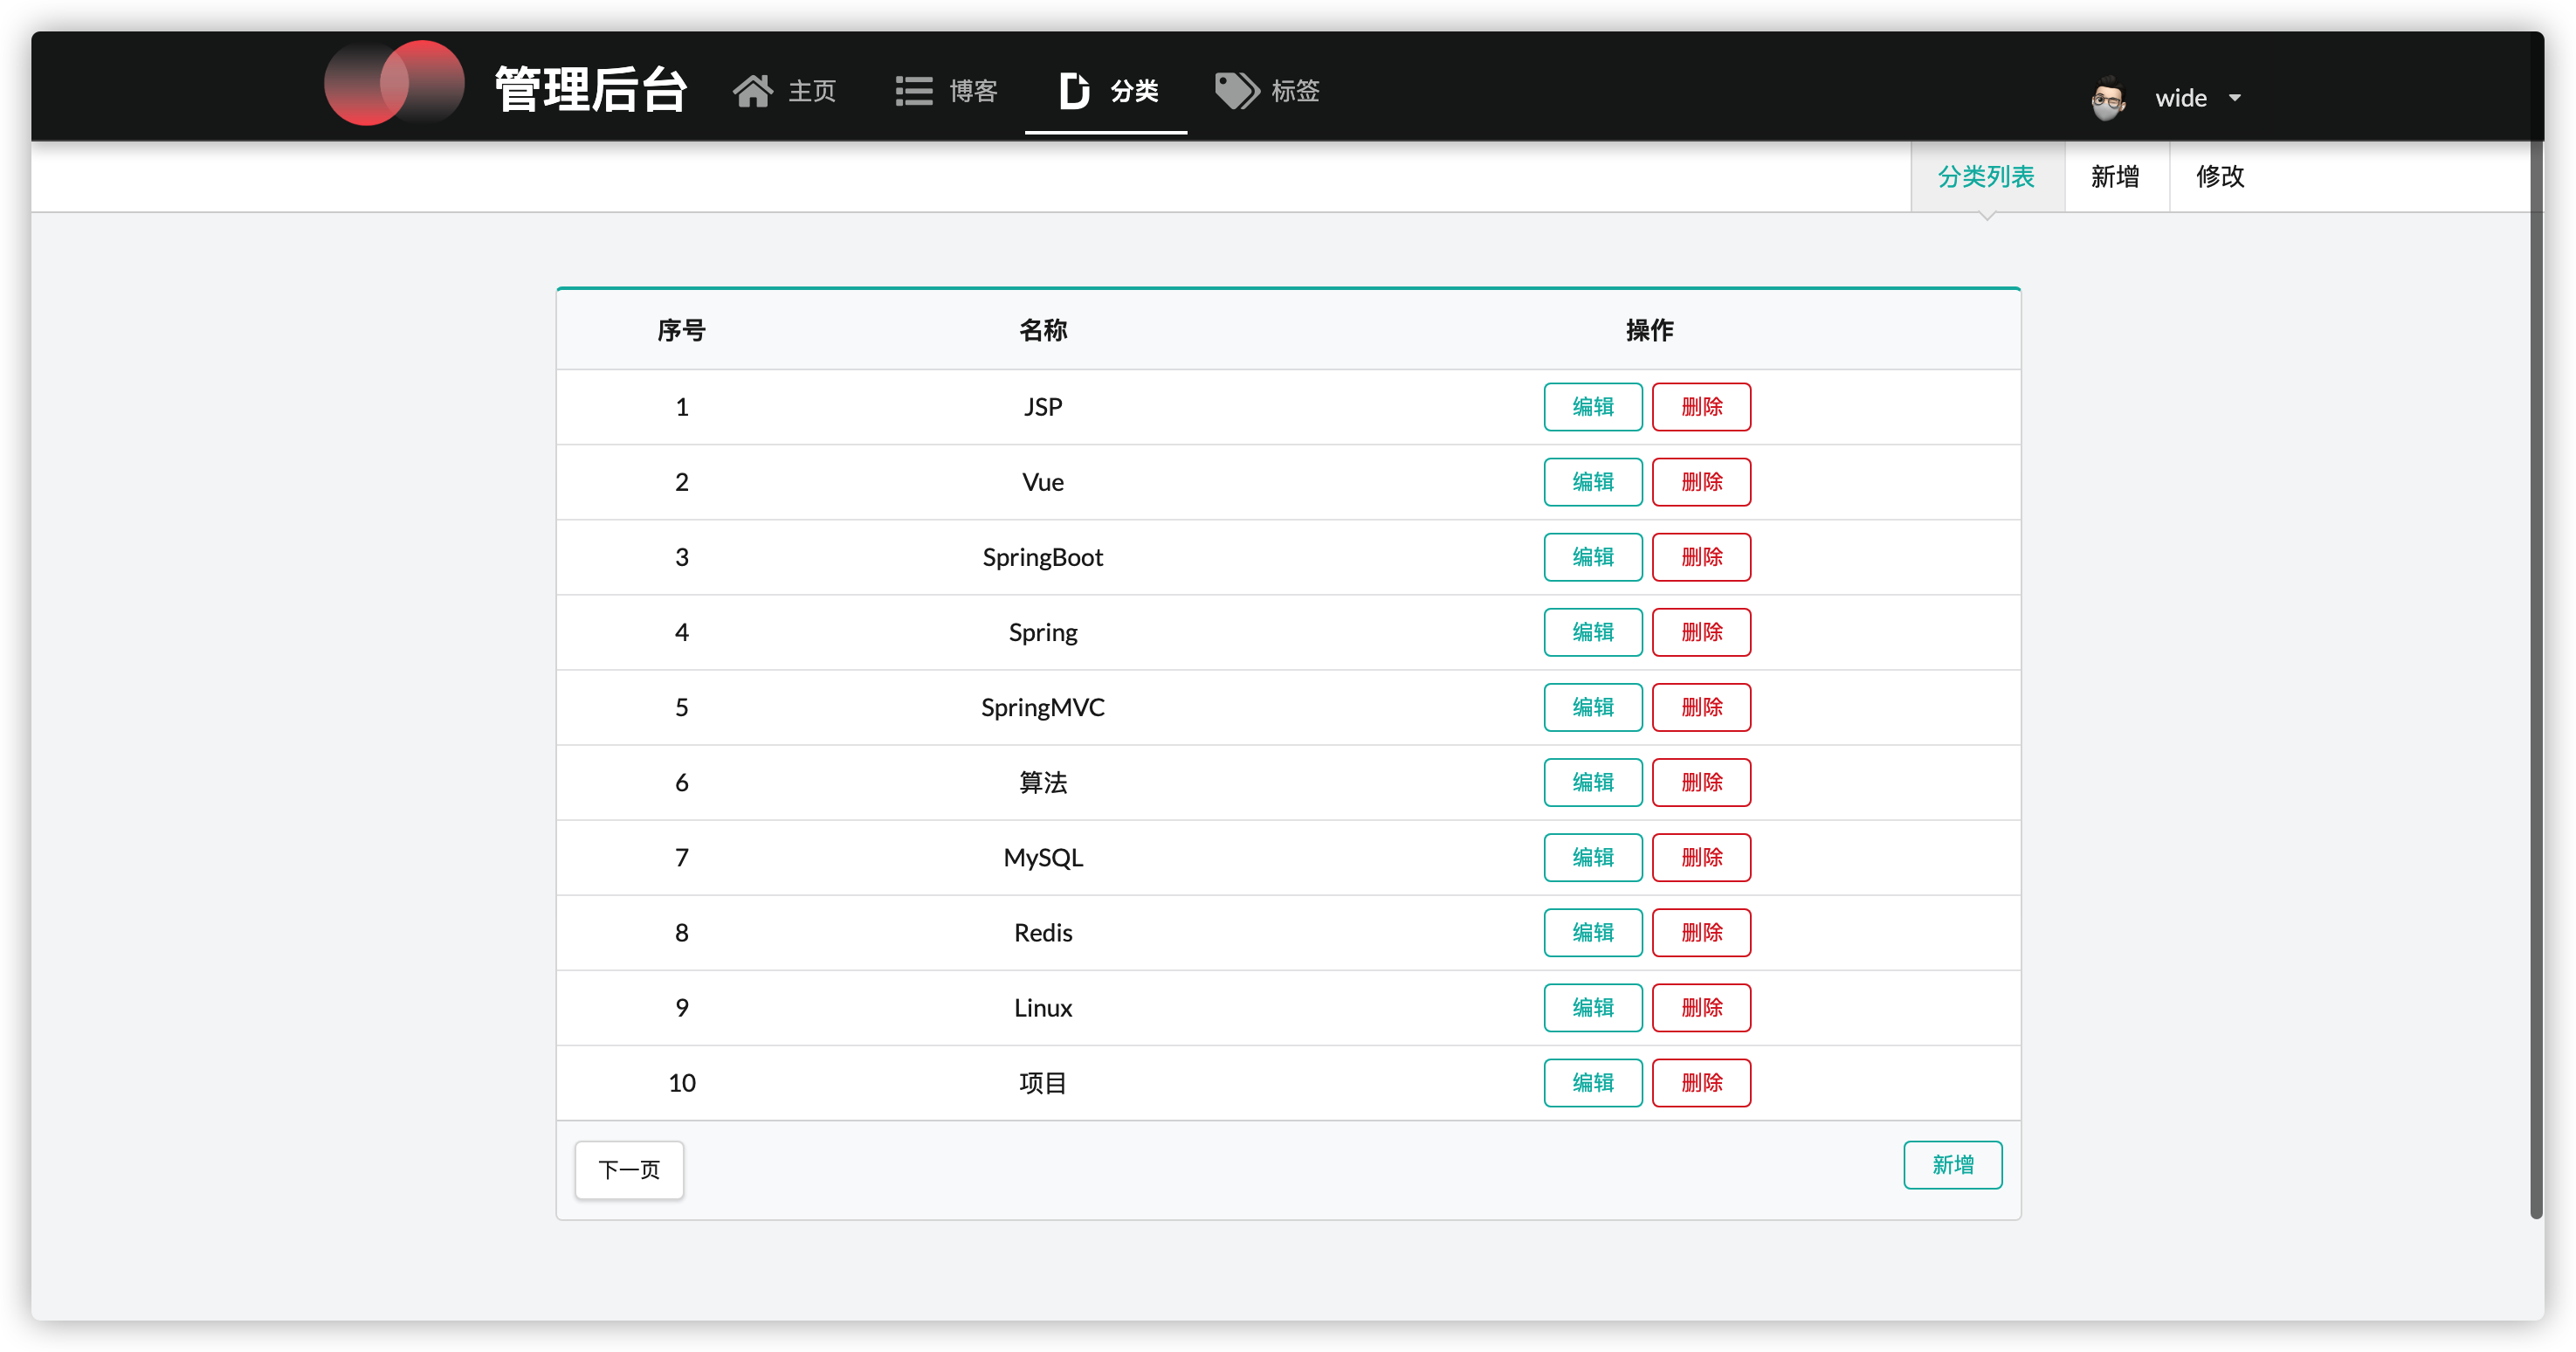 管理后台 主页 博客 分类 标签 wide
分类列表 新增 修改
序号 名称 操作
1 JSP 编辑 删除
2 Vue 编辑 删除
3 SpringBoot 编辑 删除
4 Spring 编辑 删除
5 SpringMVC 编辑 删除
6 算法 编辑 删除
7 MySQL 编辑 删除
8 Redis 编辑 删除
9 Linux 编辑 删除
10 项目 编辑 删除
下一页 新增